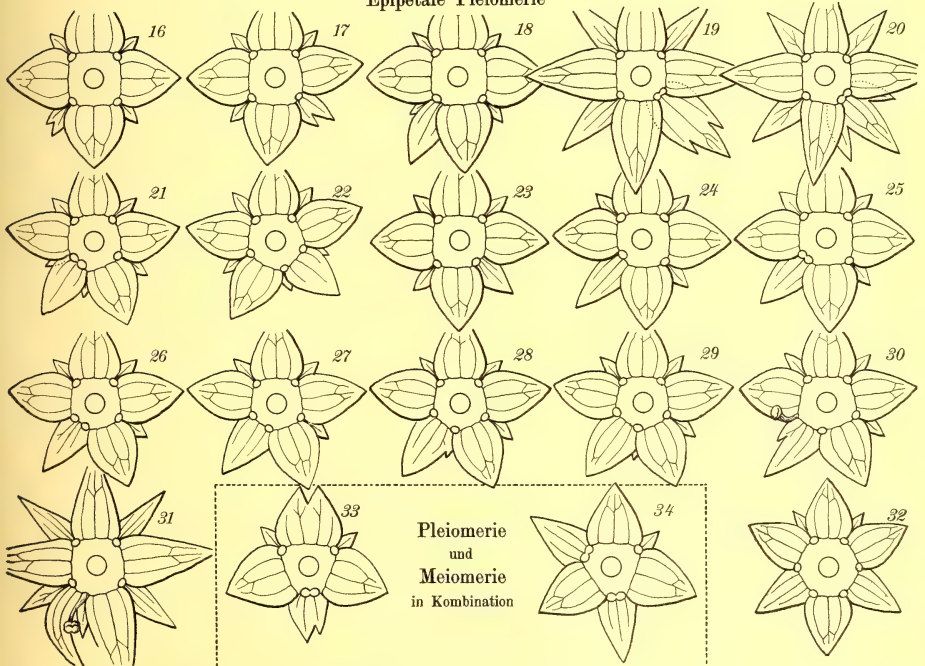 Epipetale Pleiomerie
16 17 18 19 20
21 22 23 24 25
26 27 28 29 30
31 33 34 32
Pleiomerie
und
Meiomerie
in Kombination